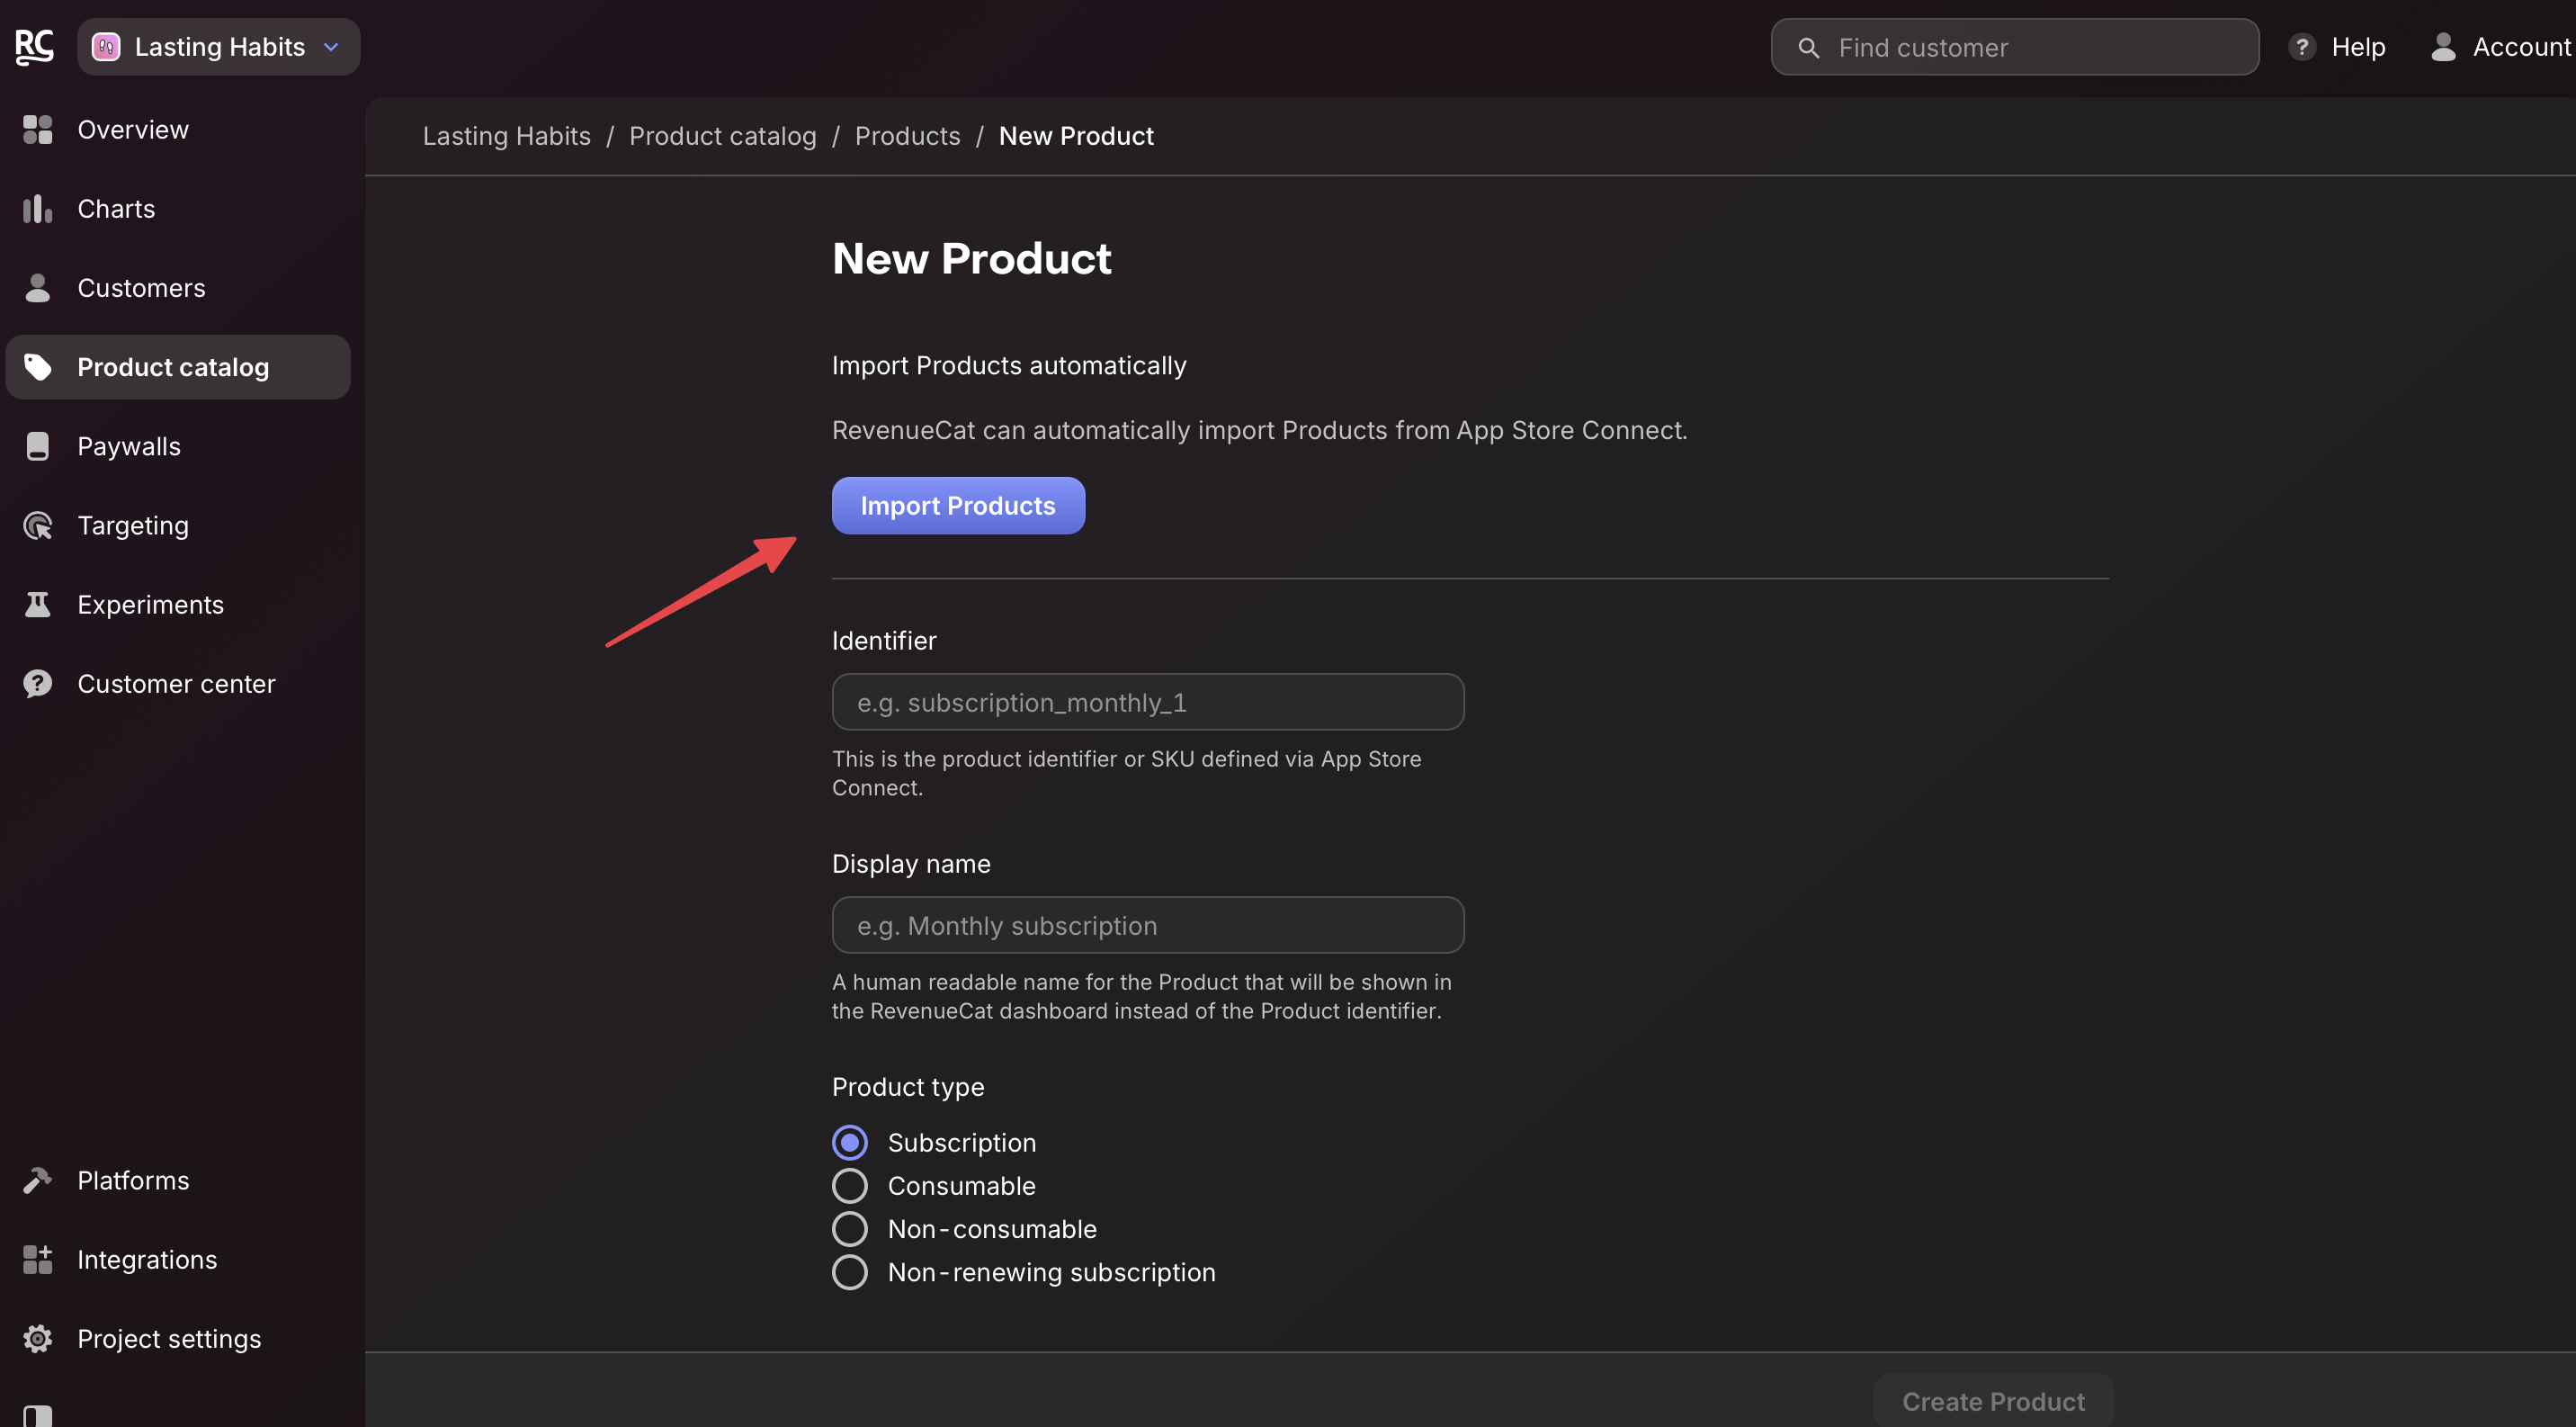 RC
Lasting Habits
Find customer
Help
Account
Overview
Charts
Customers
Product catalog
Paywalls
Targeting
Experiments
Customer center
Platforms
Integrations
Project settings
Lasting Habits / Product catalog / Products / New Product
New Product
Import Products automatically
RevenueCat can automatically import Products from App Store Connect.
Import Products
Identifier
e.g. subscription_monthly_1
This is the product identifier or SKU defined via App Store
Connect.
Display name
e.g. Monthly subscription
A human readable name for the Product that will be shown in
the RevenueCat dashboard instead of the Product identifier.
Product type
Subscription
Consumable
Non-consumable
Non-renewing subscription
Create Product